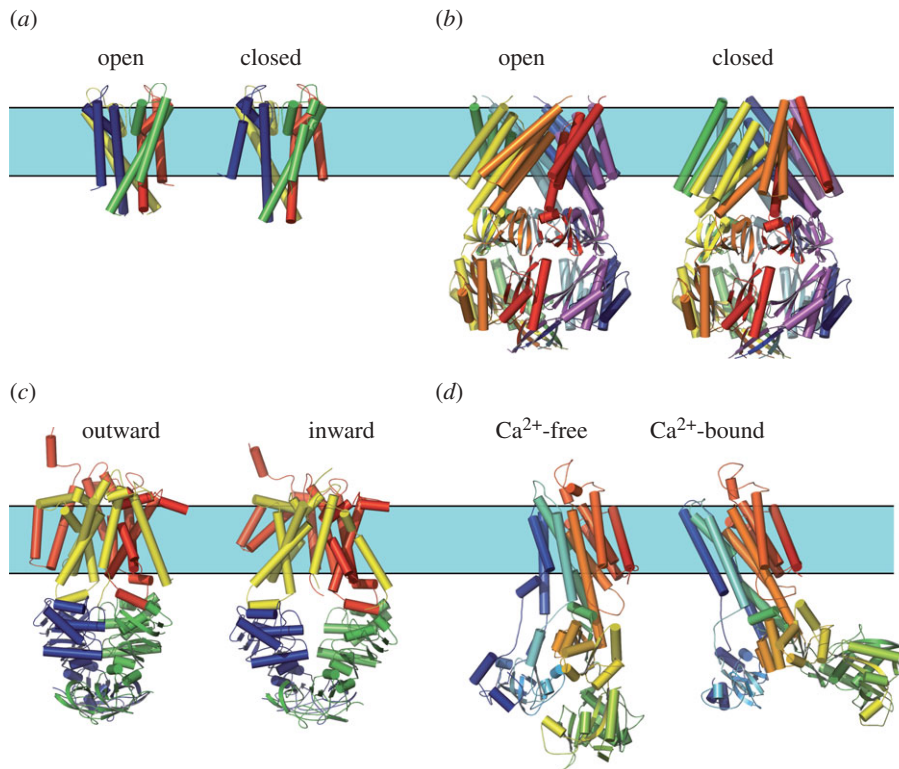 (a)
(b)
open closed
open closed
(c)
(d)
outward inward
Ca²⁺-free Ca²⁺-bound